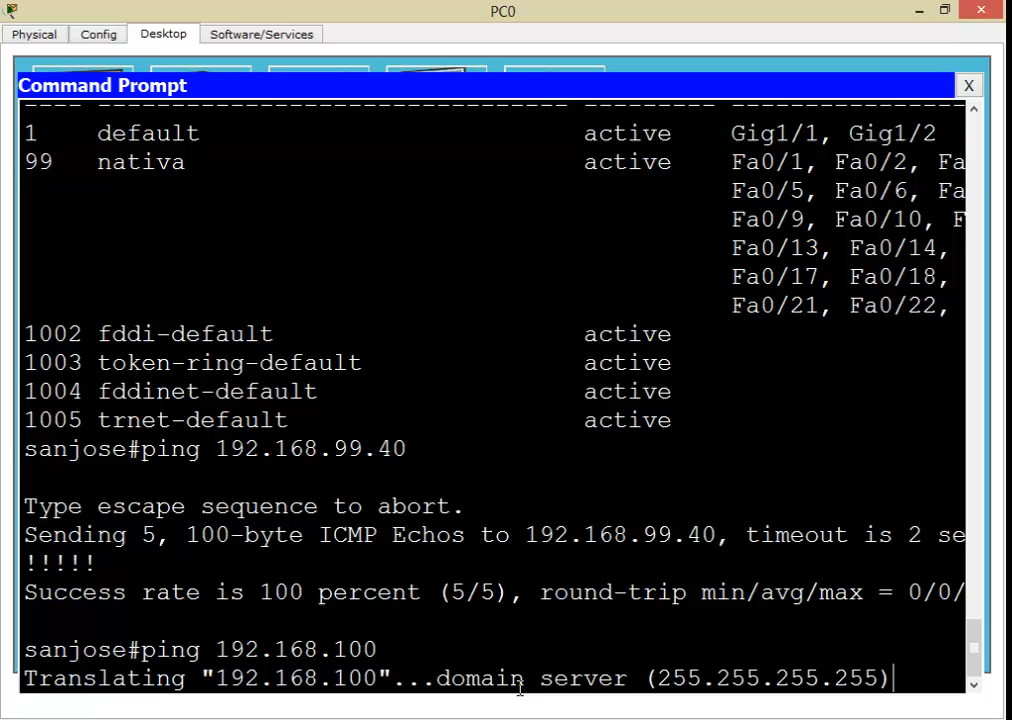 PC0
Physical Config Desktop Software/Services
Command Prompt X
---- -------------------------------- --------- ----------------
1 default active Gig1/1, Gig1/2
99 nativa active Fa0/1, Fa0/2, Fa
Fa0/5, Fa0/6, Fa
Fa0/9, Fa0/10, F
Fa0/13, Fa0/14,
Fa0/17, Fa0/18,
Fa0/21, Fa0/22,
1002 fddi-default active
1003 token-ring-default active
1004 fddinet-default active
1005 trnet-default active
sanjose#ping 192.168.99.40
Type escape sequence to abort.
Sending 5, 100-byte ICMP Echos to 192.168.99.40, timeout is 2 se
!!!!!
Success rate is 100 percent (5/5), round-trip min/avg/max = 0/0/
sanjose#ping 192.168.100
Translating "192.168.100"...domain server (255.255.255.255)